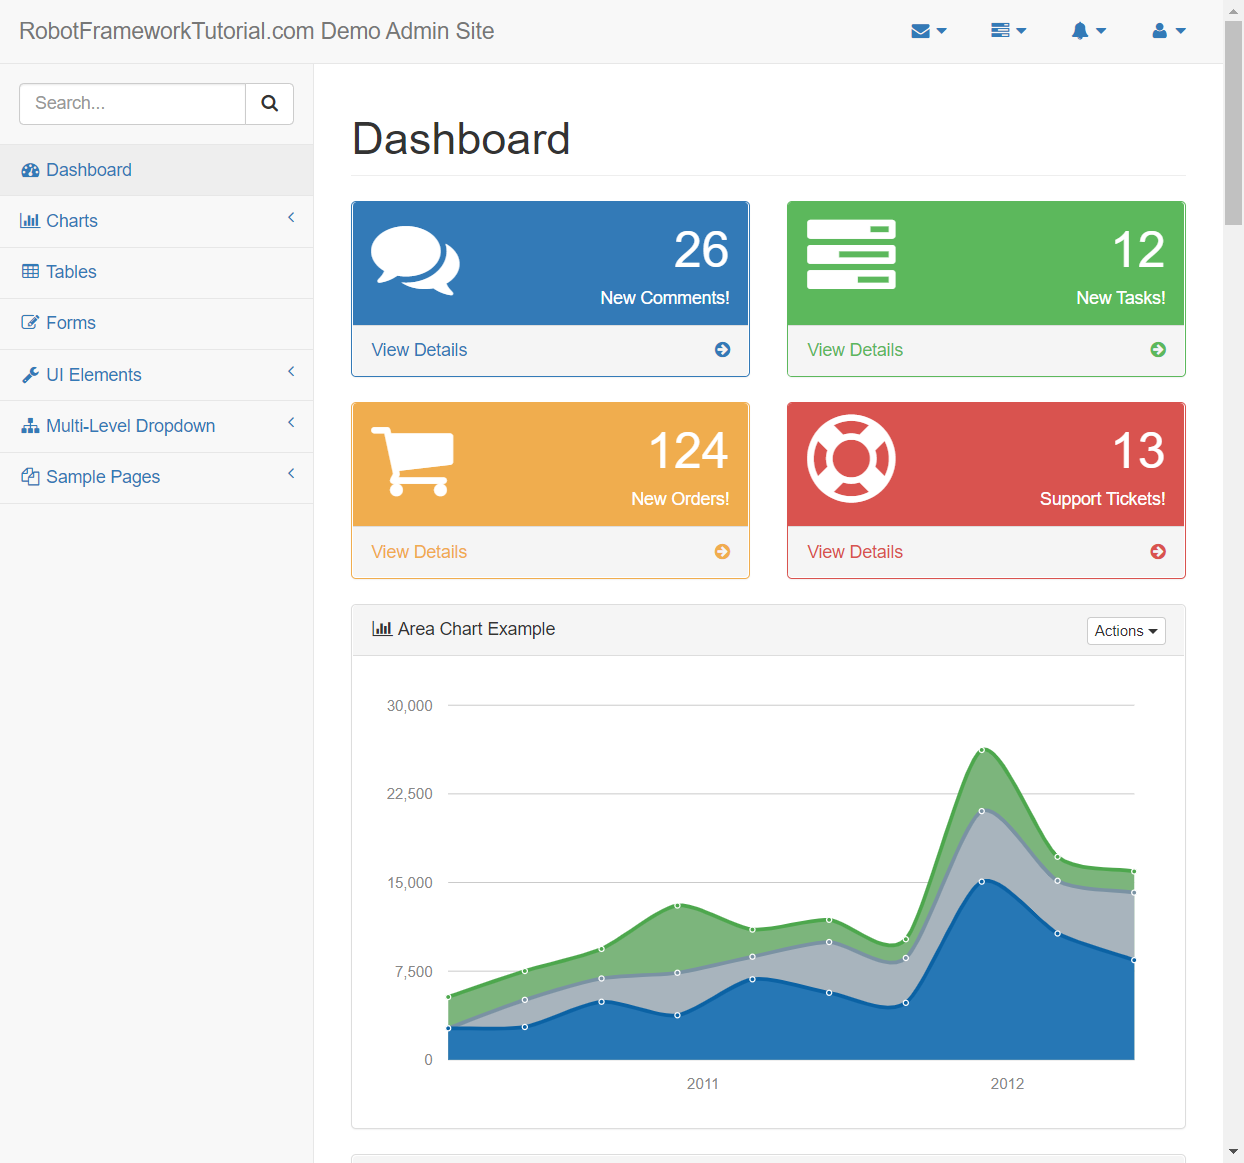 RobotFrameworkTutorial.com Demo Admin Site
Search...
Dashboard
Charts
Tables
Forms
UI Elements
Multi-Level Dropdown
Sample Pages
Dashboard
26
New Comments!
View Details
12
New Tasks!
View Details
124
New Orders!
View Details
13
Support Tickets!
View Details
Area Chart Example
Actions
30,000
22,500
15,000
7,500
0
2011
2012